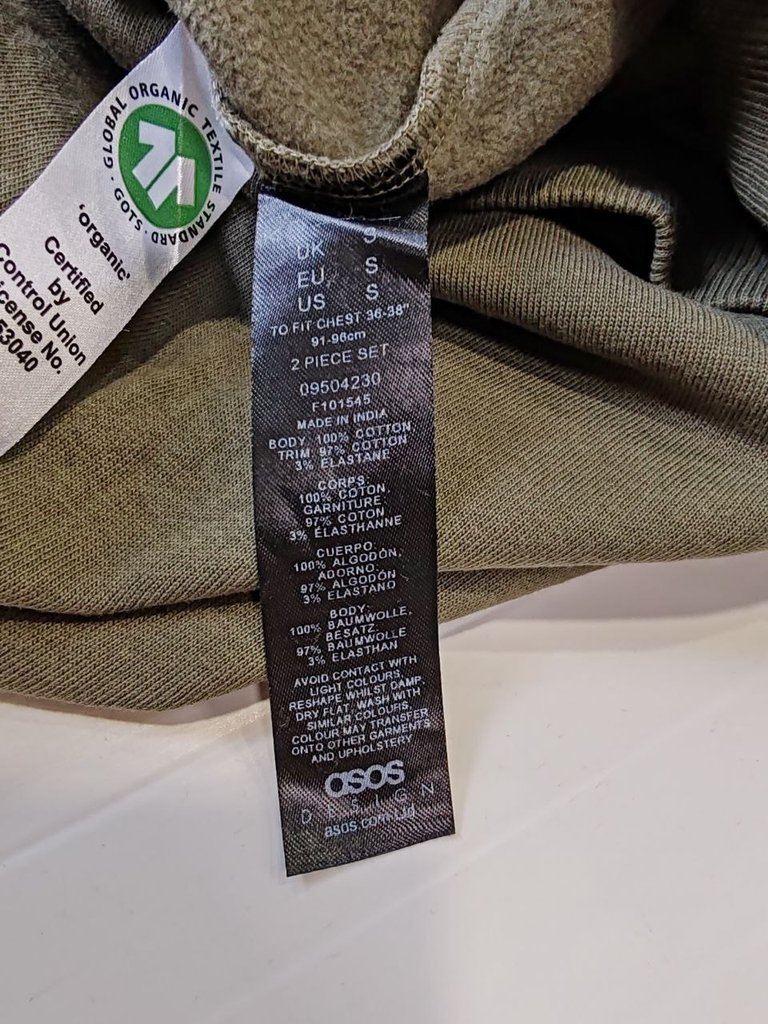 GLOBAL ORGANIC TEXTILE STANDARD · GOTS ·
'organic'
Certified
by
Control Union
53040
UK S
EU S
US S
TO FIT CHEST 36-38"
91-96cm
2 PIECE SET
09504230
F101545
MADE IN INDIA
BODY: 100% COTTON
TRIM: 97% COTTON
3% ELASTANE
CORPS:
100% COTON,
GARNITURE
97% COTON
3% ÉLASTHANNE
CUERPO:
100% ALGODÓN,
ADORNO:
97% ALGODÓN
3% ELASTANO
BODY:
100% BAUMWOLLE,
BESATZ:
97% BAUMWOLLE
3% ELASTHAN
AVOID CONTACT WITH
LIGHT COLOURS,
RESHAPE WHILST DAMP,
DRY FLAT, WASH WITH
SIMILAR COLOURS,
COLOUR MAY TRANSFER
ONTO OTHER GARMENTS
AND UPHOLSTERY
asos
DESIGN
asos.com Ltd